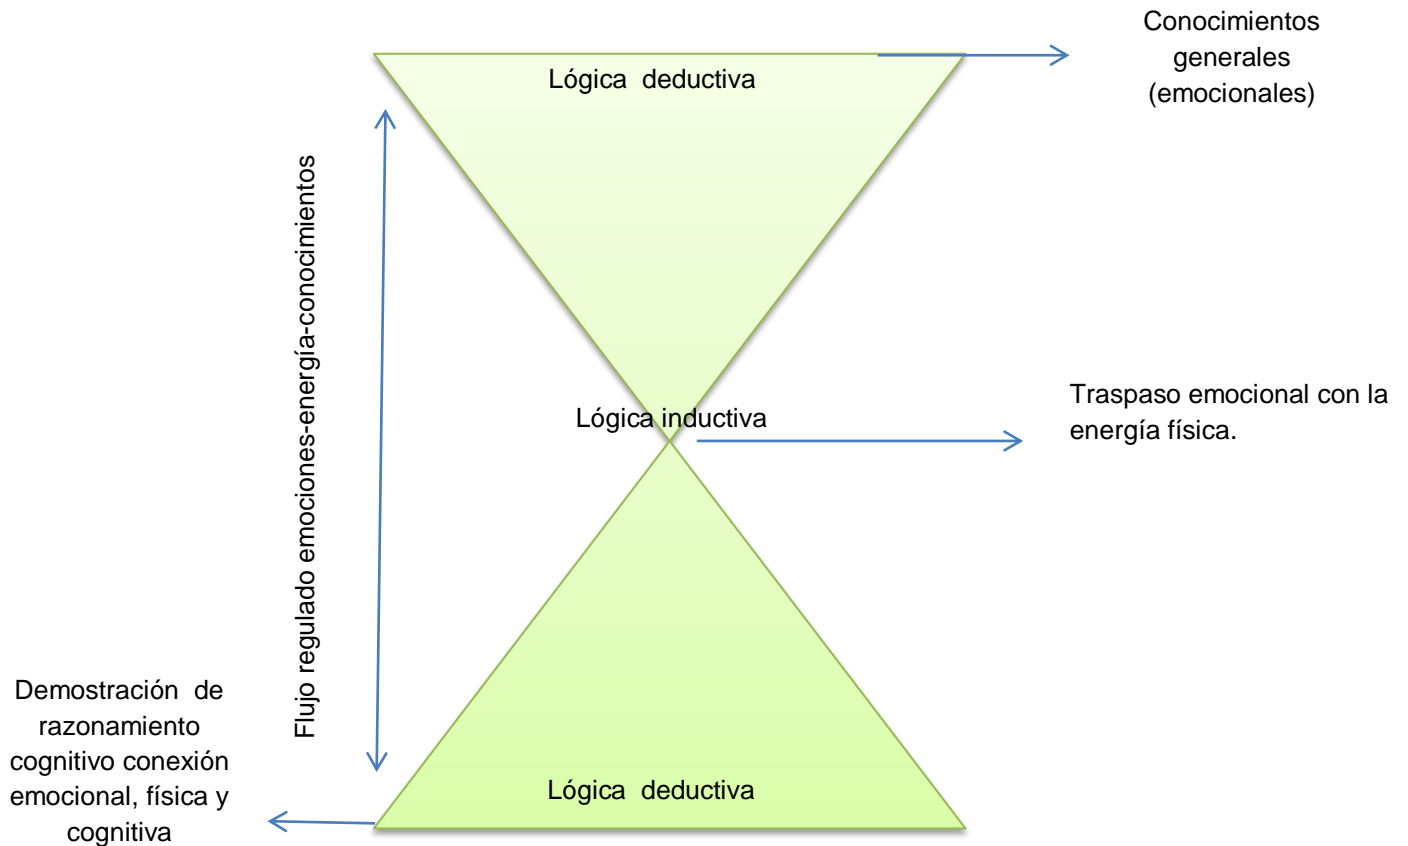 Conocimientos
generales
(emocionales)
Lógica  deductiva
Flujo regulado emociones-energía-conocimientos
Lógica inductiva
Traspaso emocional con la
energía física.
Demostración  de
razonamiento
cognitivo conexión
emocional, física y
cognitiva
Lógica  deductiva